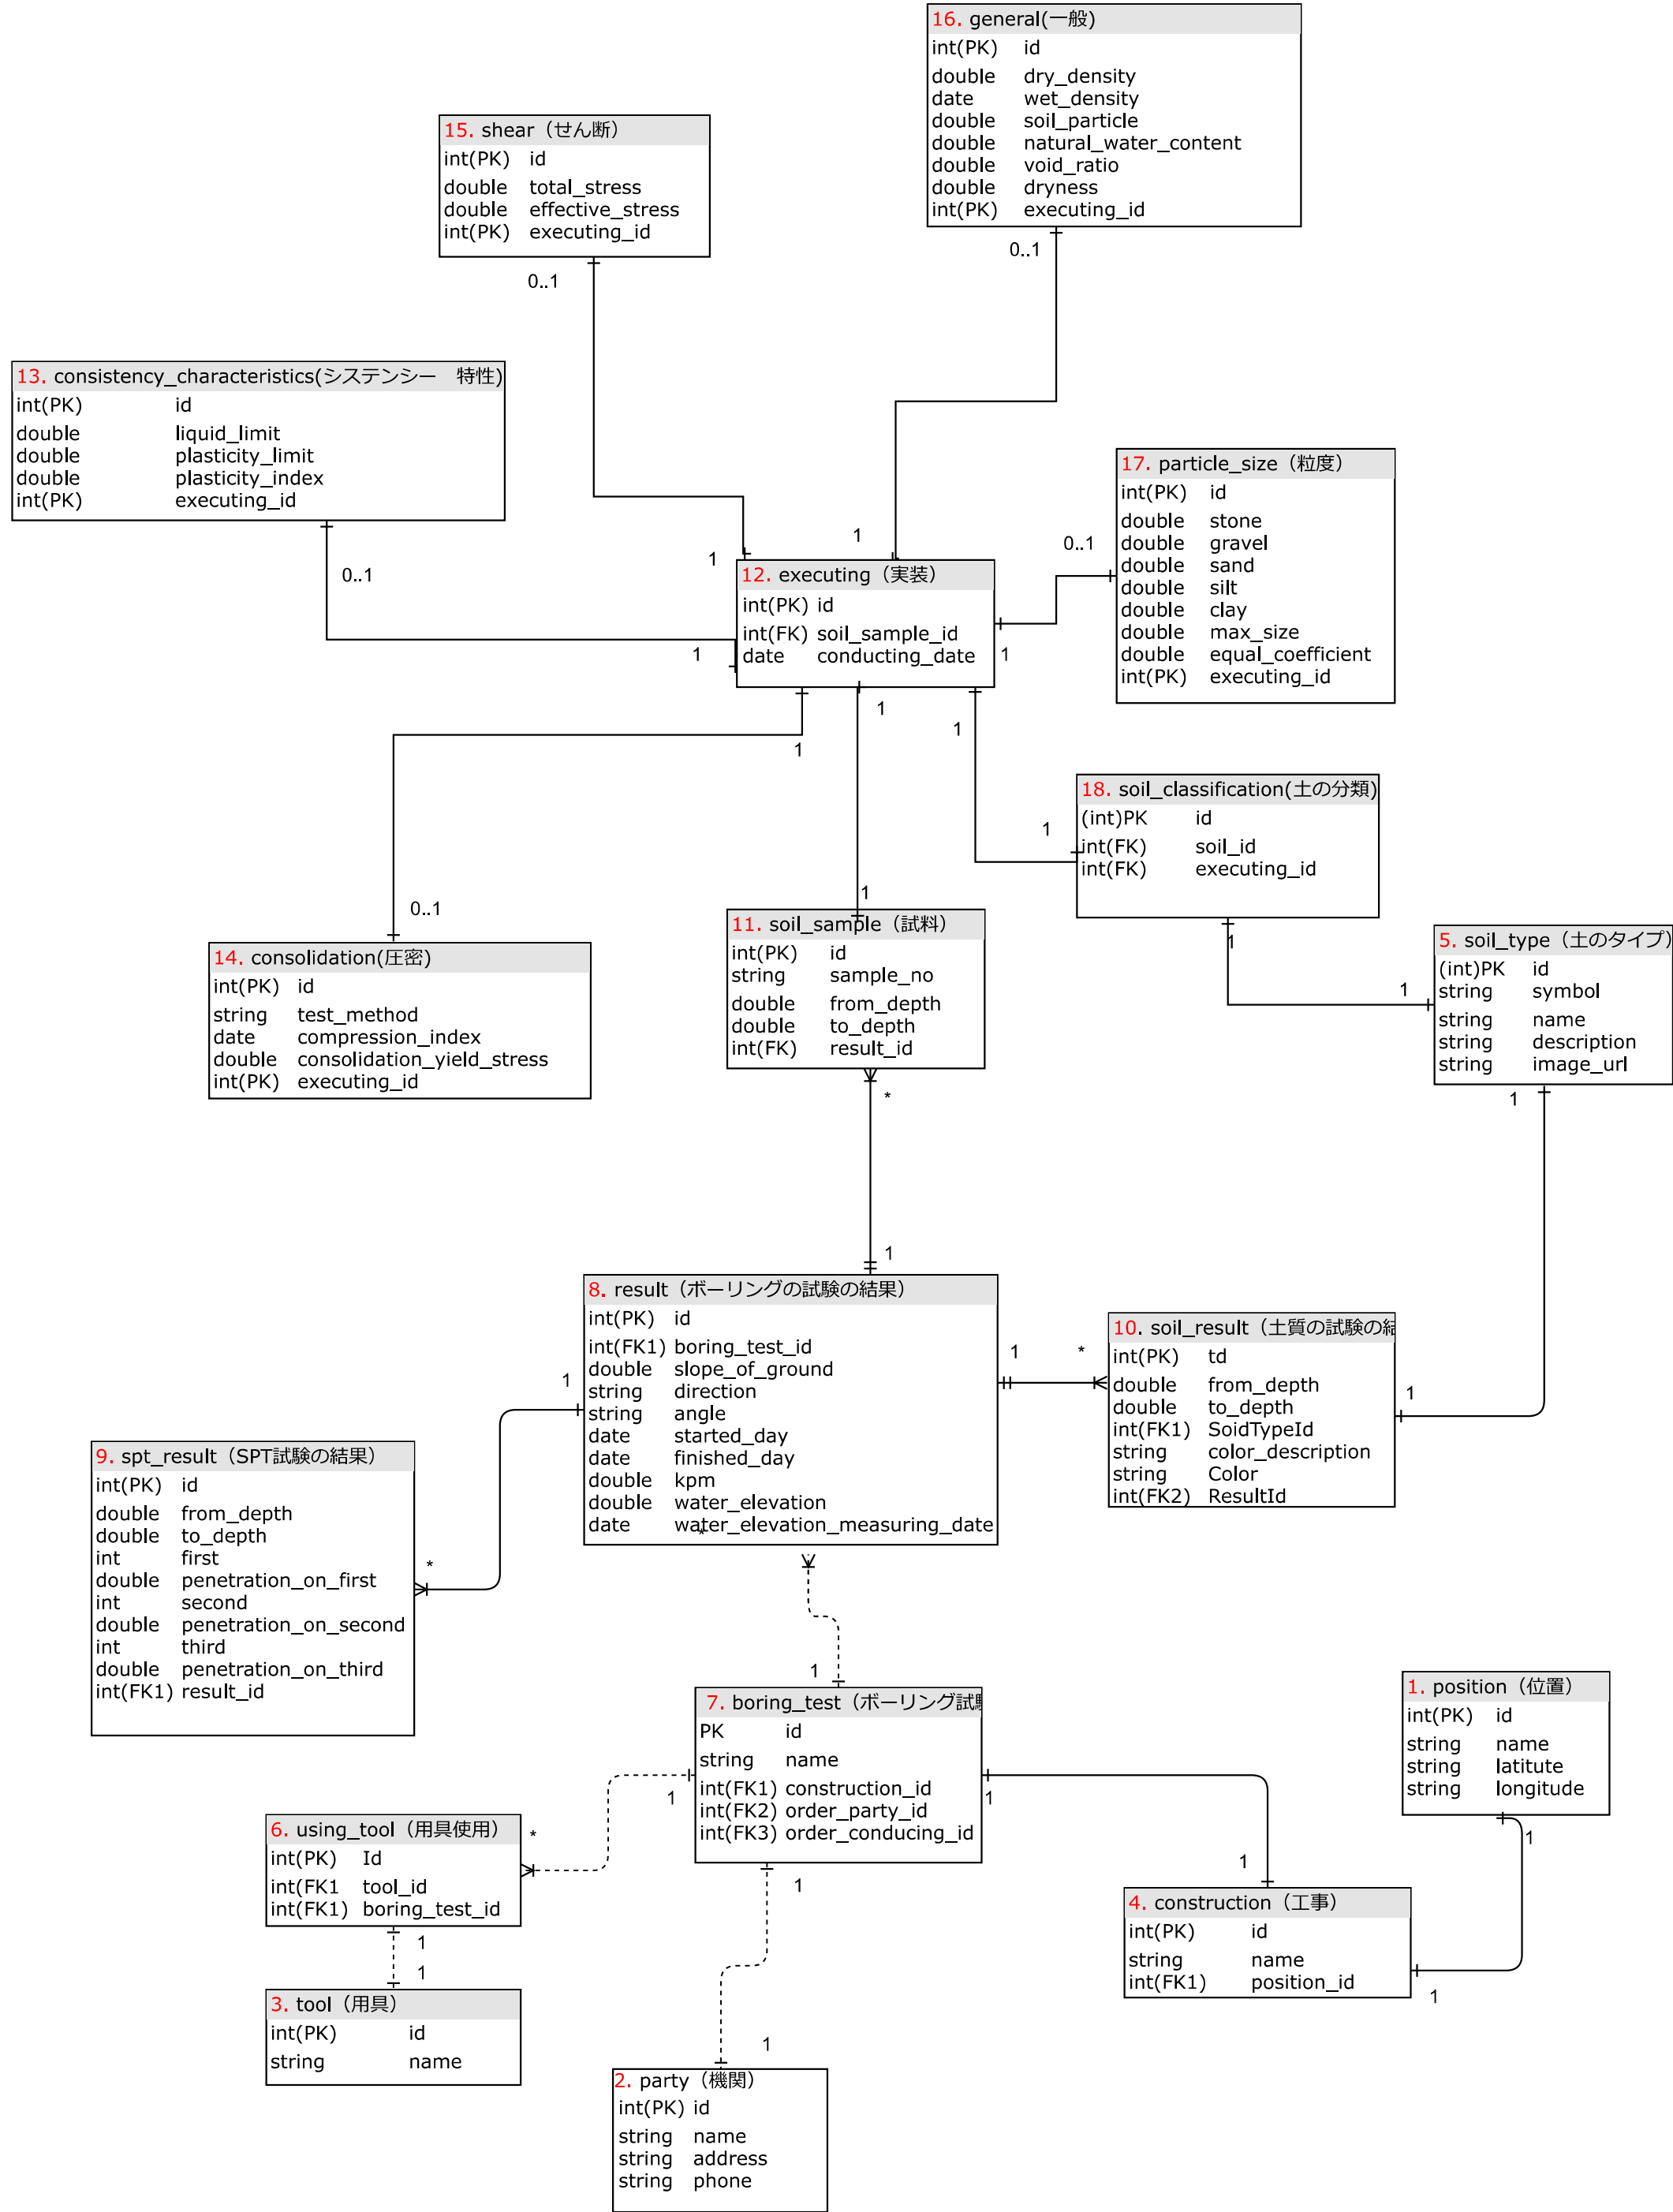 16. general(一般)
int(PK) id
double dry_density
date wet_density
double soil_particle
double natural_water_content
double void_ratio
double dryness
int(PK) executing_id
0..1
15. shear（せん断）
int(PK) id
double total_stress
double effective_stress
int(PK) executing_id
0..1
13. consistency_characteristics(システンシー　特性)
int(PK) id
double liquid_limit
double plasticity_limit
double plasticity_index
int(PK) executing_id
0..1
1
1
1
17. particle_size（粒度）
int(PK) id
double stone
double gravel
double sand
double silt
double clay
double max_size
double equal_coefficient
int(PK) executing_id
0..1
1
12. executing（実装）
int(PK) id
int(FK) soil_sample_id
date conducting_date
1
1
1
18. soil_classification(土の分類)
(int)PK id
int(FK) soil_id
int(FK) executing_id
1
1
0..1
14. consolidation(圧密)
int(PK) id
string test_method
date compression_index
double consolidation_yield_stress
int(PK) executing_id
1
11. soil_sample（試料）
int(PK) id
string sample_no
double from_depth
double to_depth
int(FK) result_id
*
1
5. soil_type（土のタイプ）
(int)PK id
string symbol
string name
string description
string image_url
1
1
8. result（ボーリングの試験の結果）
int(PK) id
int(FK1) boring_test_id
double slope_of_ground
string direction
string angle
date started_day
date finished_day
double kpm
double water_elevation
date water_elevation_measuring_date
*
1
1
*
10. soil_result（土質の試験の結
int(PK) td
double from_depth
double to_depth
int(FK1) SoidTypeId
string color_description
string Color
int(FK2) ResultId
1
9. spt_result（SPT試験の結果）
int(PK) id
double from_depth
double to_depth
int first
double penetration_on_first
int second
double penetration_on_second
int third
double penetration_on_third
int(FK1) result_id
*
1
7. boring_test（ボーリング試験
PK id
string name
int(FK1) construction_id
int(FK2) order_party_id
int(FK3) order_conducing_id
1
1
1
1. position（位置）
int(PK) id
string name
string latitute
string longitude
1
6. using_tool（用具使用）
int(PK) Id
int(FK1 tool_id
int(FK1) boring_test_id
*
1
1
3. tool（用具）
int(PK) id
string name
1
4. construction（工事）
int(PK) id
string name
int(FK1) position_id
1
1
2. party（機関）
int(PK) id
string name
string address
string phone